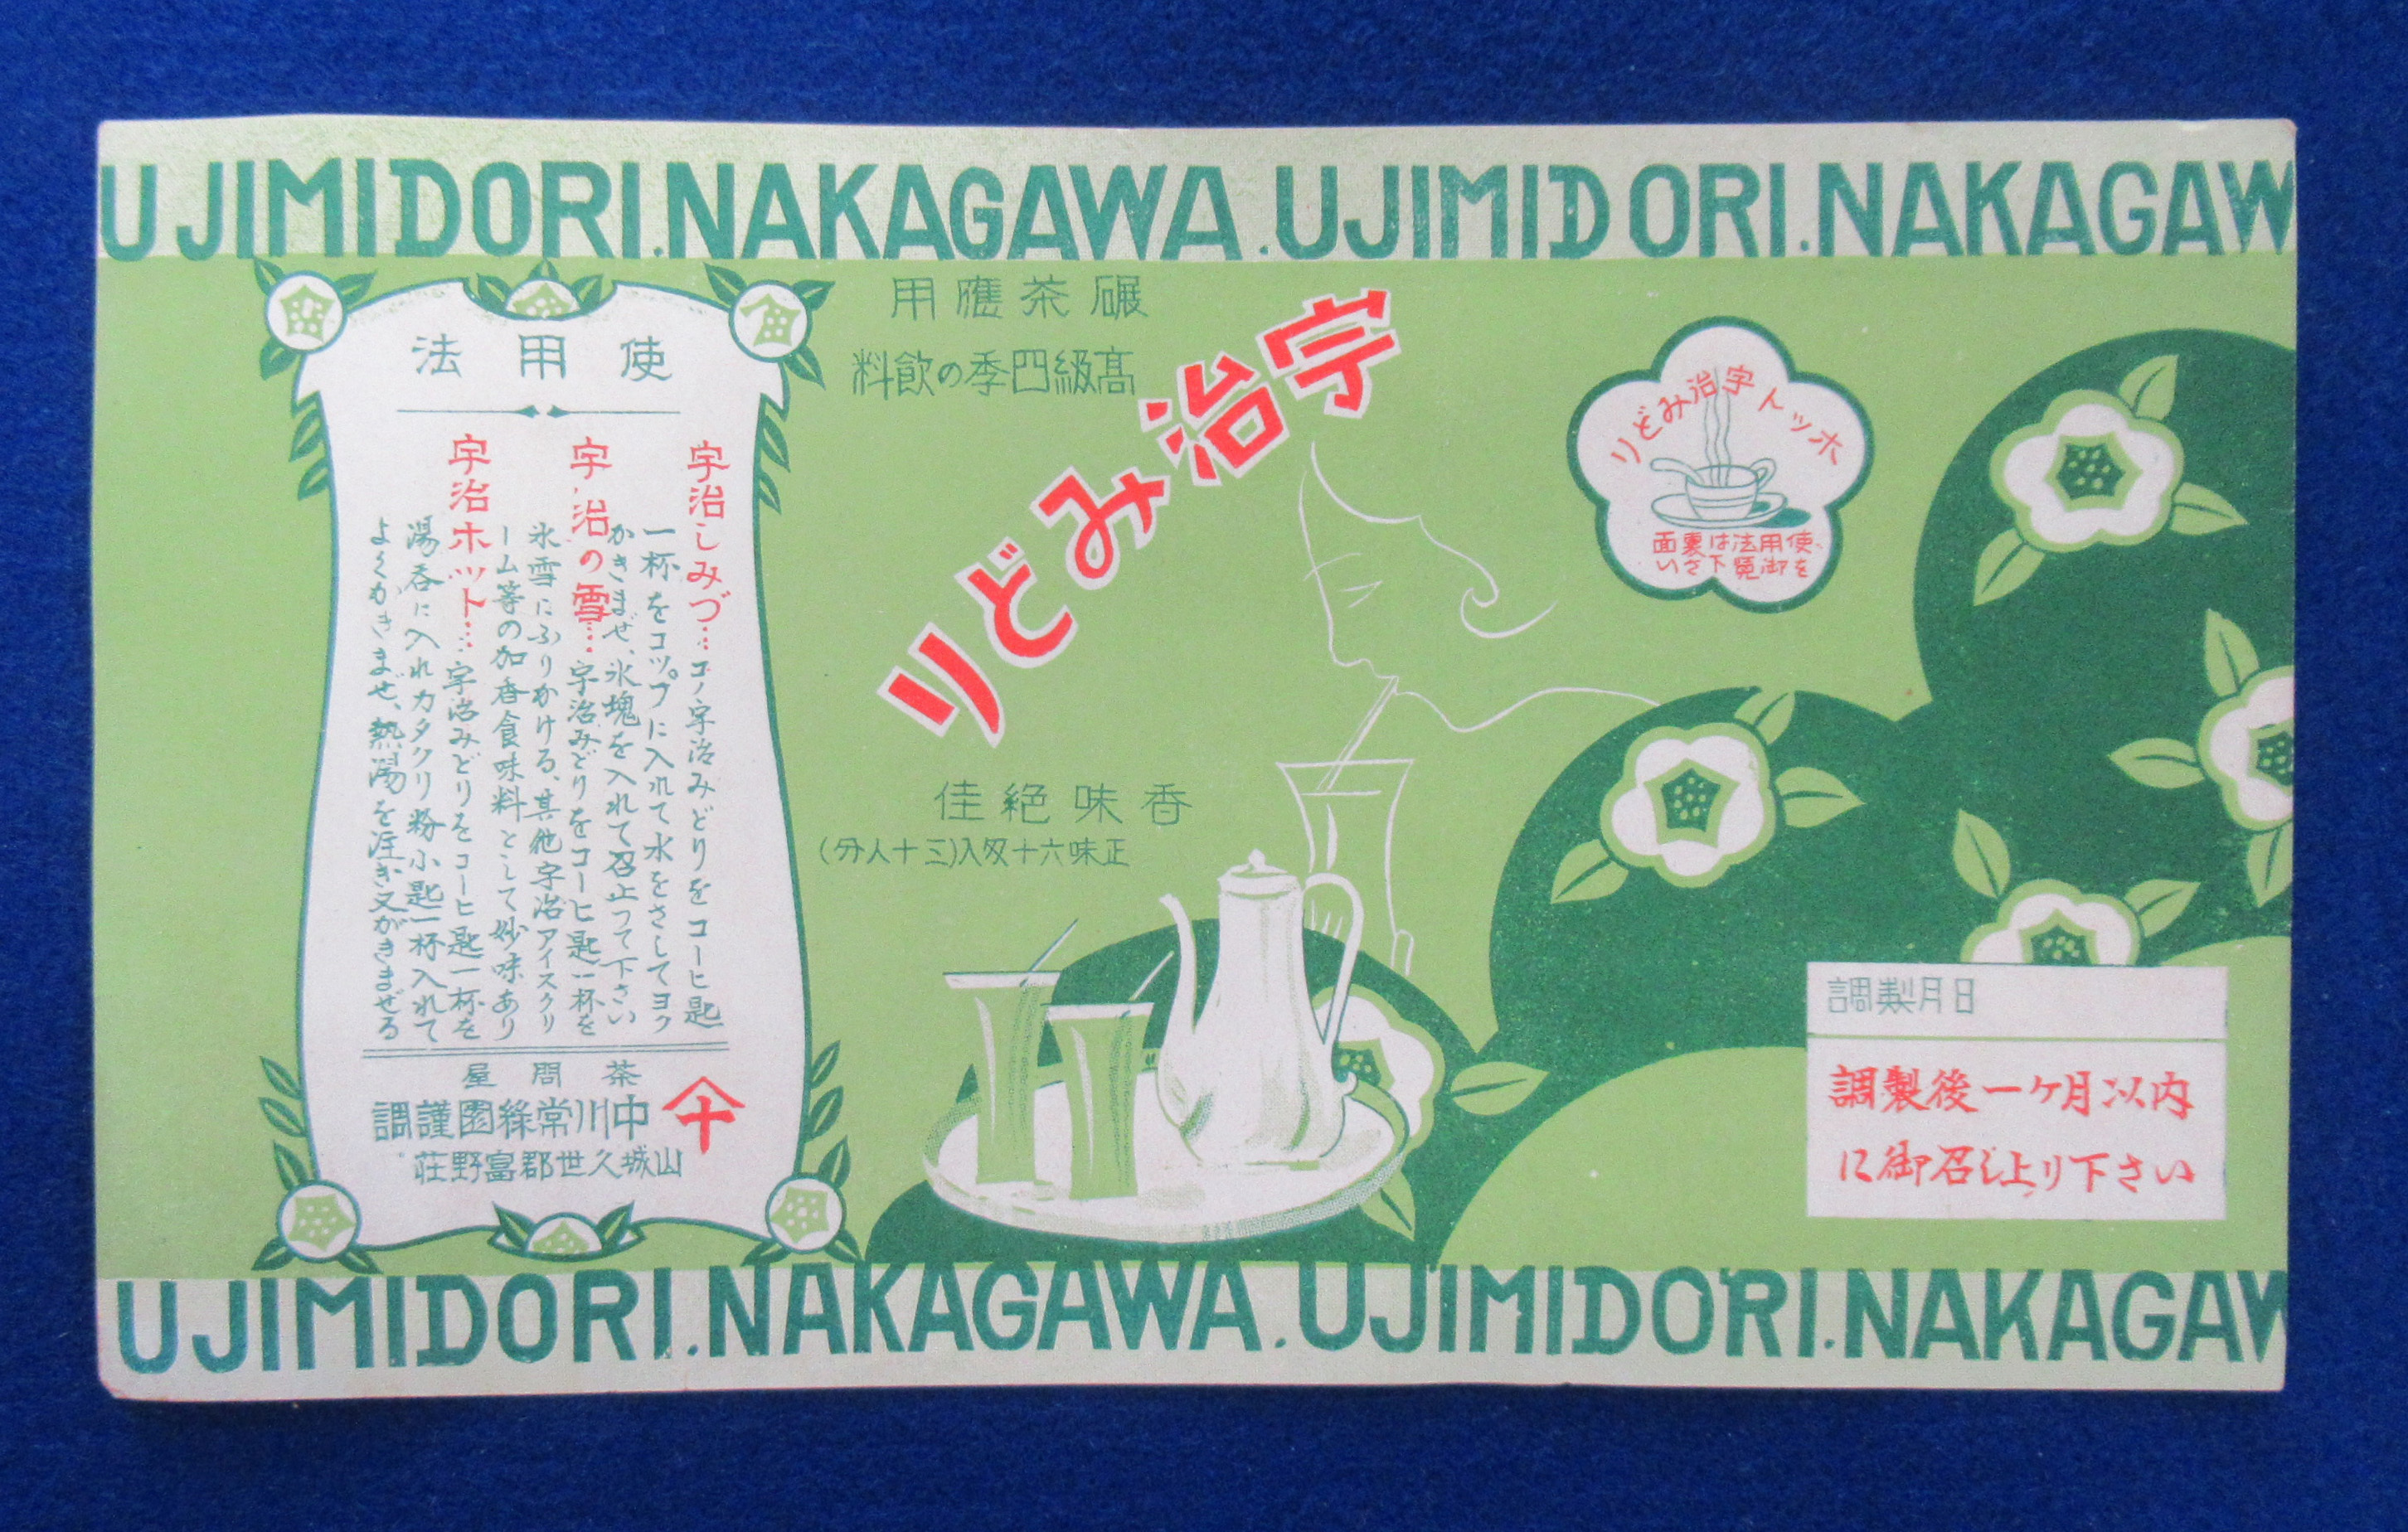 UJIMIDORI.NAKAGAWA.UJIMIDORI.NAKAGAW
碾茶應用
高級四季の飲料
宇治みどり
香味絶佳
正味六十匁入(三十人分)
ホット宇治みどり
使用法は裏面
を御覧下さい
使用法
宇治しみづ…コノ宇治みどりをコーヒ匙
一杯をコップに入れて水をさしてヨク
かきまぜ、氷塊を入れて召上つて下さい
宇治の雪…宇治みどりをコーヒ匙一杯を
氷雪にふりかける、其他宇治アイスクリ
ーム等の加香食味料として妙味あり
宇治ホット…宇治みどりをコーヒ匙一杯を
湯呑に入れカタクリ粉小匙一杯入れて
よくかきまぜ、熱湯を注ぎ又かきまぜる
茶問屋
中川常緑園謹調
山城久世郡富野荘
調製月日
調製後一ケ月以内
に御召し上り下さい
UJIMIDORI.NAKAGAWA.UJIMIDORI.NAKAGAW